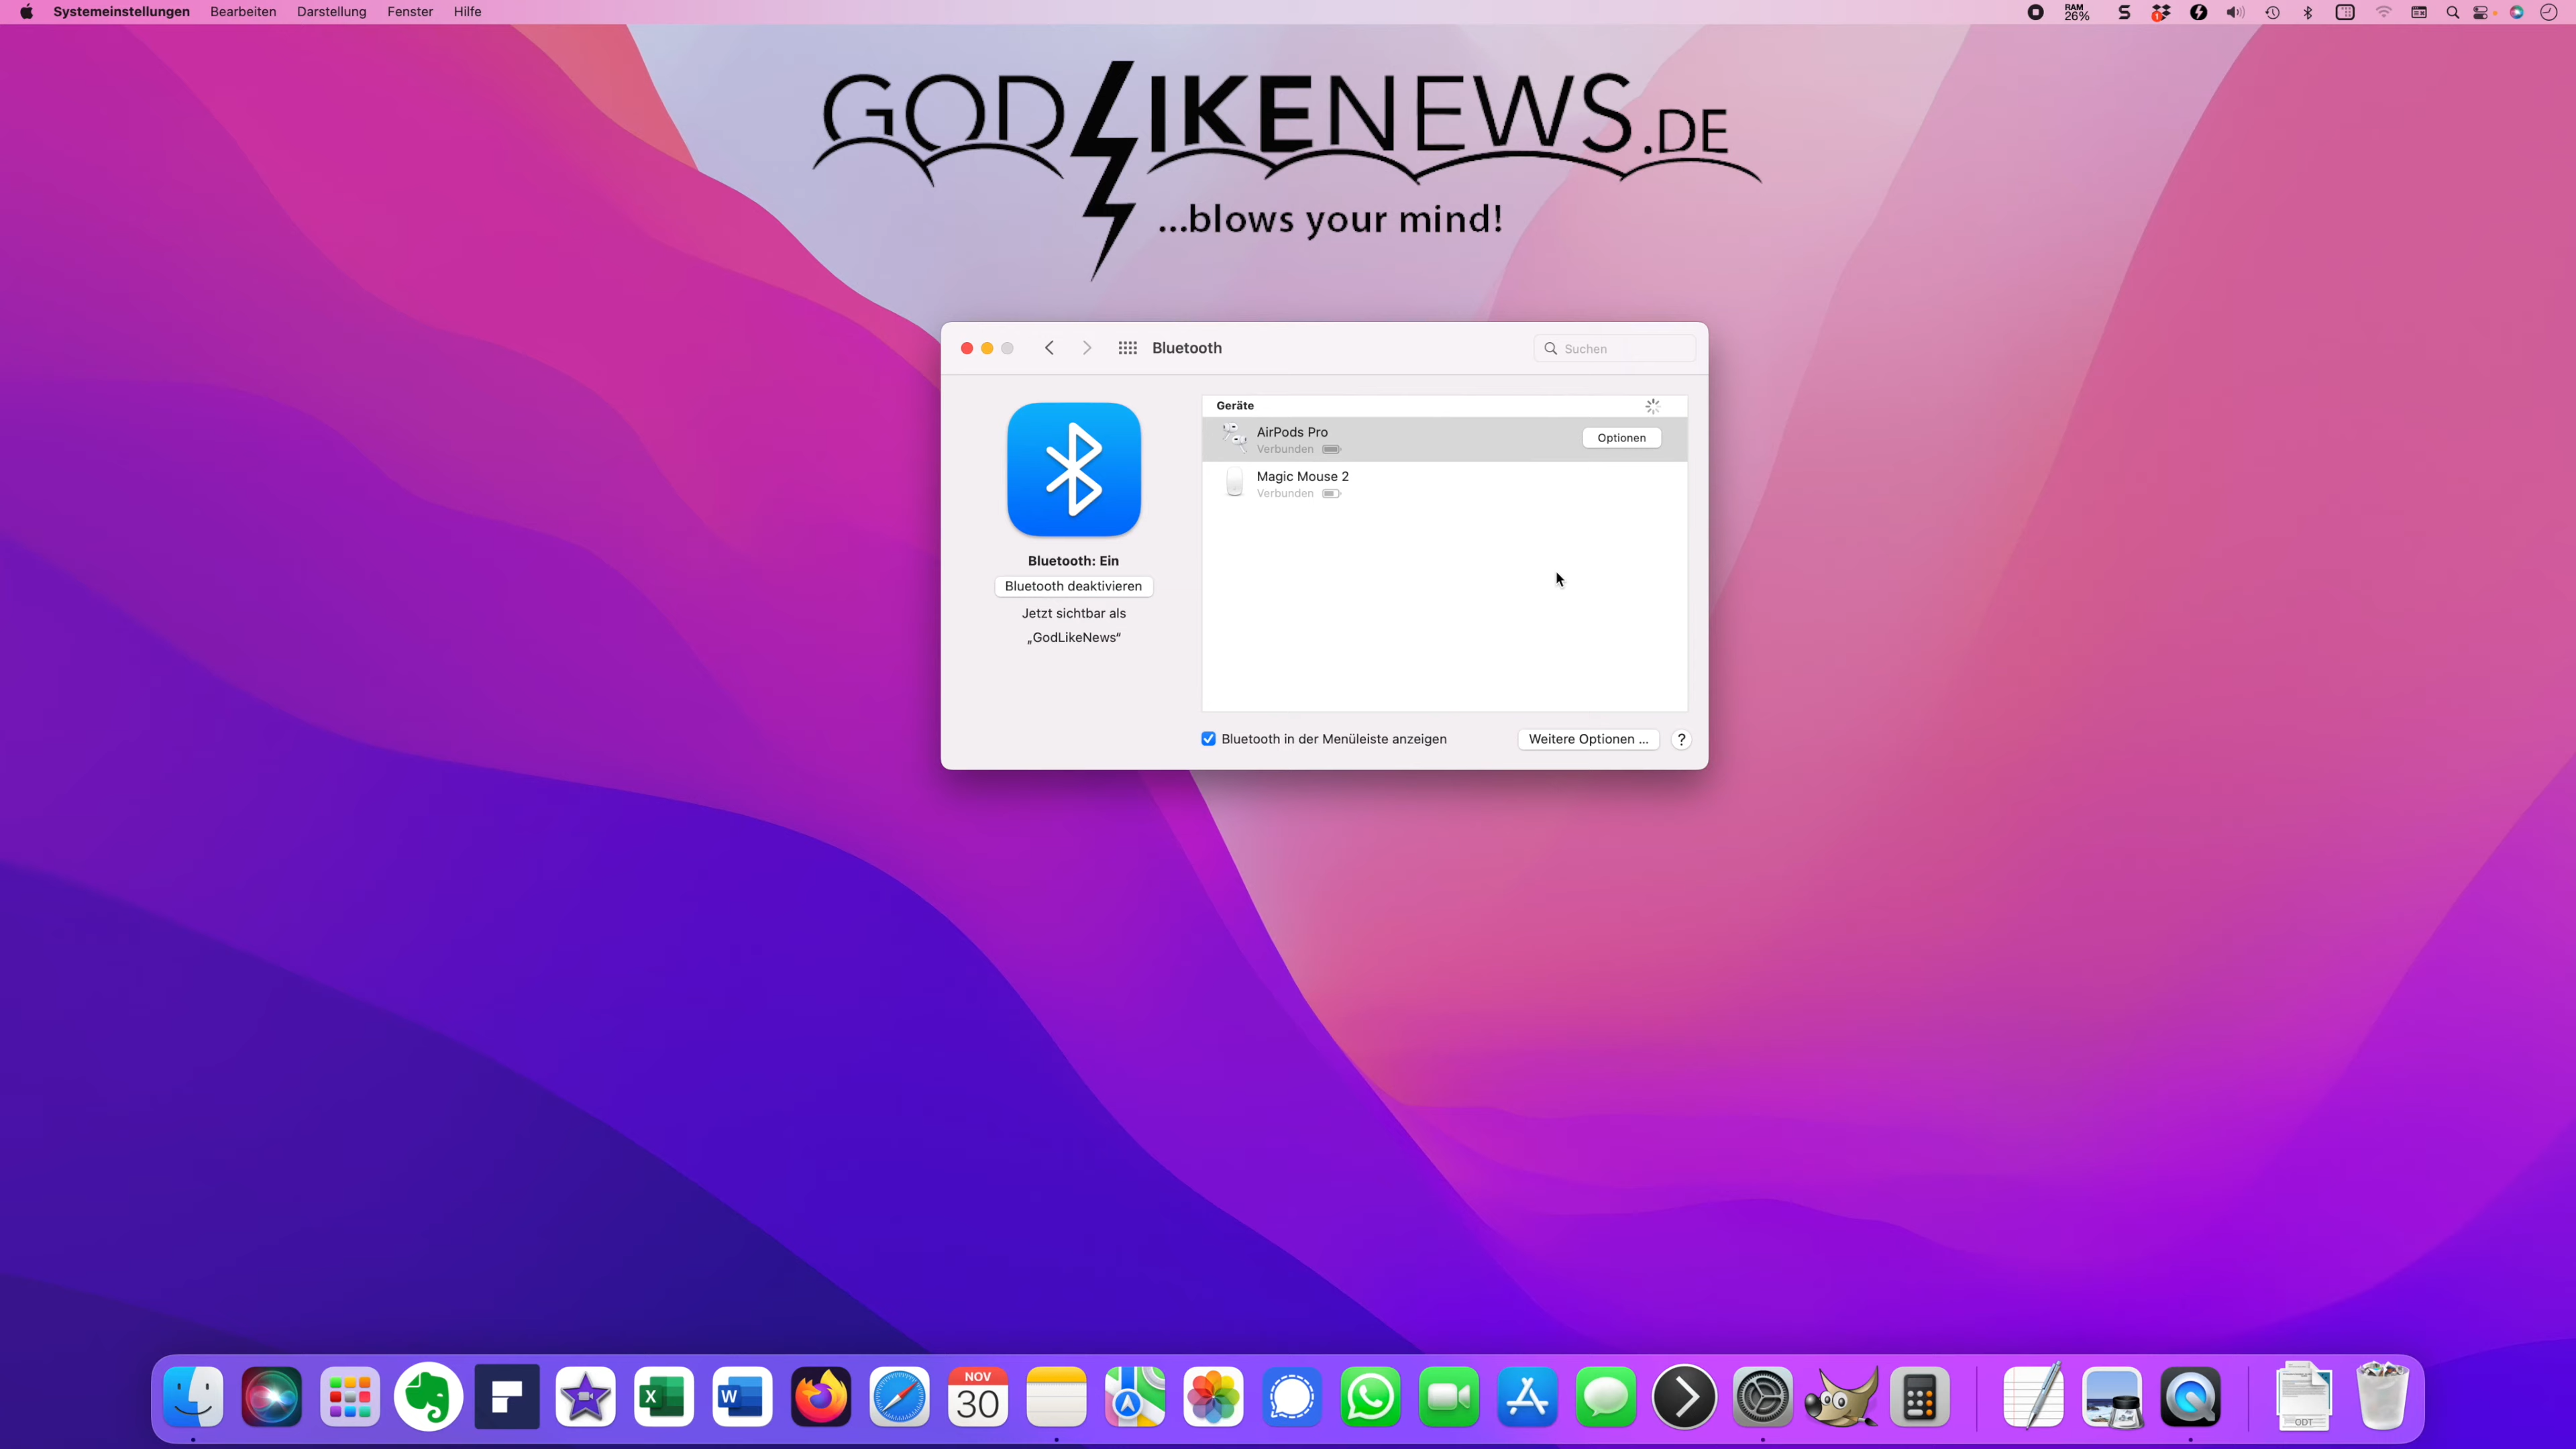 Systemeinstellungen Bearbeiten Darstellung Fenster Hilfe
RAM
26%
1
GODLIKENEWS.DE
...blows your mind!
Bluetooth
Suchen
Geräte
AirPods Pro
Verbunden
Optionen
Magic Mouse 2
Verbunden
Bluetooth: Ein
Bluetooth deaktivieren
Jetzt sichtbar als
„GodLikeNews“
Bluetooth in der Menüleiste anzeigen
Weitere Optionen ...
?
X
W
NOV
30
ODT